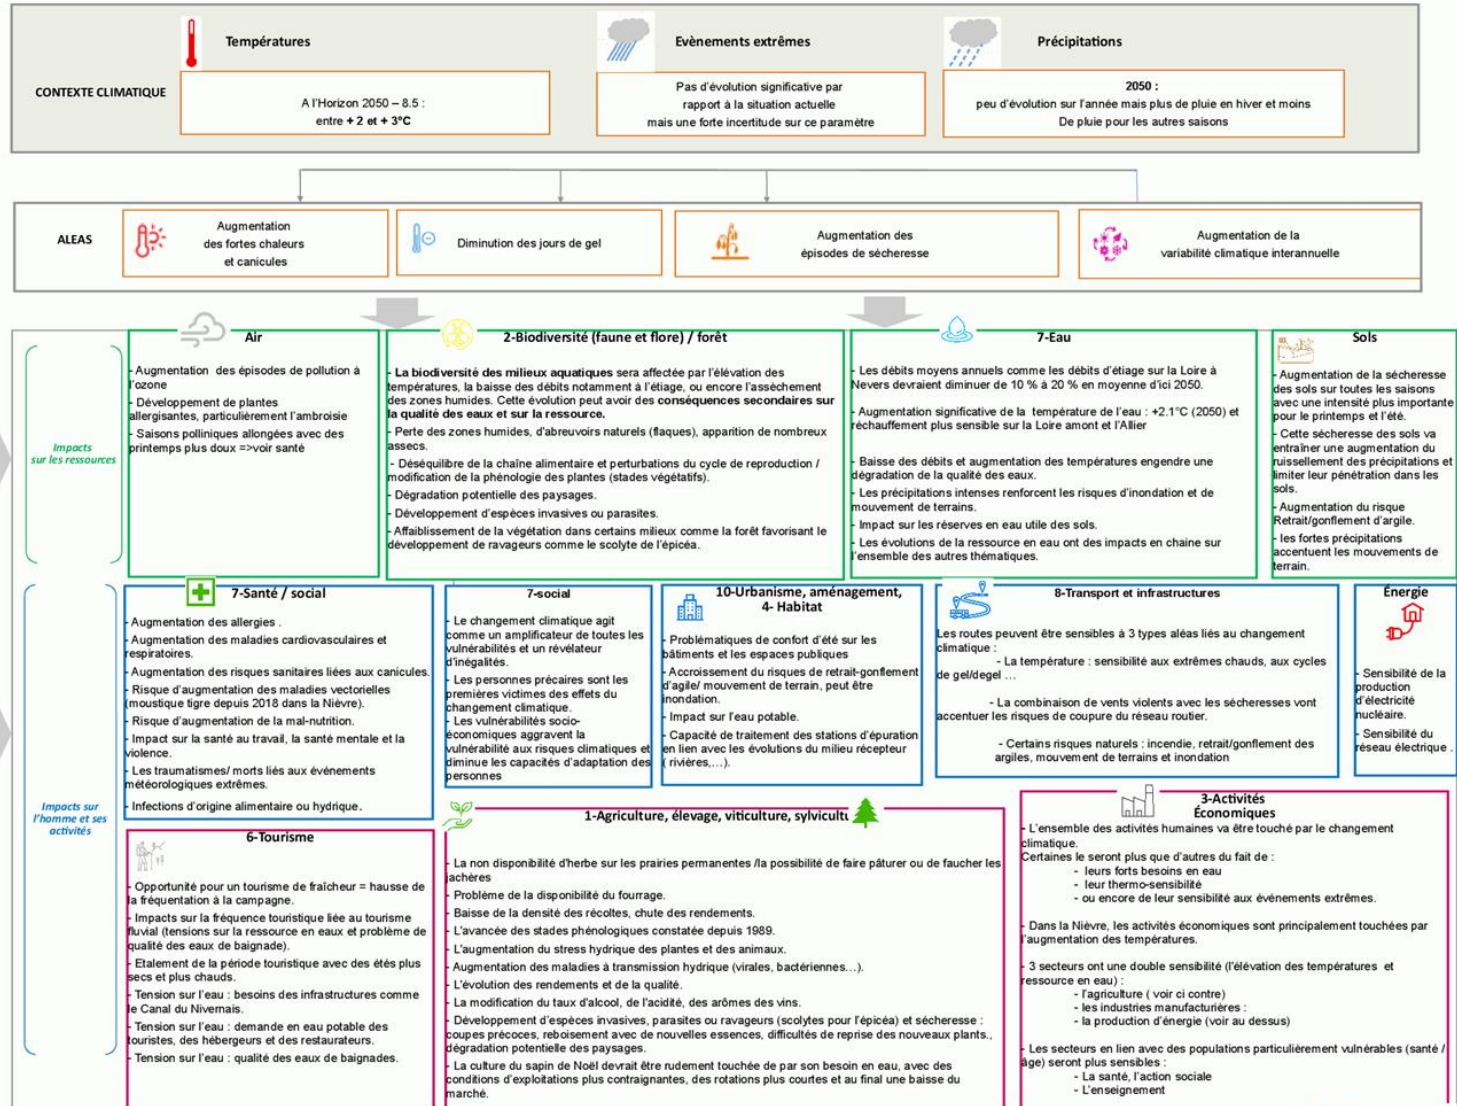 CONTEXTE CLIMATIQUE
Températures
A l'Horizon 2050 – 8.5 :
entre + 2 et + 3°C
Evènements extrêmes
Pas d'évolution significative par
rapport à la situation actuelle
mais une forte incertitude sur ce paramètre
Précipitations
2050 :
peu d'évolution sur l'année mais plus de pluie en hiver et moins
De pluie pour les autres saisons
ALEAS
Augmentation
des fortes chaleurs
et canicules
Diminution des jours de gel
Augmentation des
épisodes de sécheresse
Augmentation de la
variabilité climatique interannuelle
Impacts
sur les ressources
Air
- Augmentation des épisodes de pollution à
l'ozone
- Développement de plantes
allergisantes, particulièrement l'ambroisie
- Saisons polliniques allongées avec des
printemps plus doux =>voir santé
2-Biodiversité (faune et flore) / forêt
- La biodiversité des milieux aquatiques sera affectée par l'élévation des
températures, la baisse des débits notamment à l'étiage, ou encore l'assèchement
des zones humides. Cette évolution peut avoir des conséquences secondaires sur
la qualité des eaux et sur la ressource.
- Perte des zones humides, d'abreuvoirs naturels (flaques), apparition de nombreux
assecs.
- Déséquilibre de la chaîne alimentaire et perturbations du cycle de reproduction /
modification de la phénologie des plantes (stades végétatifs).
- Dégradation potentielle des paysages.
- Développement d'espèces invasives ou parasites.
- Affaiblissement de la végétation dans certains milieux comme la forêt favorisant le
développement de ravageurs comme le scolyte de l'épicéa.
7-Eau
- Les débits moyens annuels comme les débits d'étiage sur la Loire à
Nevers devraient diminuer de 10 % à 20 % en moyenne d'ici 2050.
- Augmentation significative de la température de l'eau : +2.1°C (2050) et
réchauffement plus sensible sur la Loire amont et l'Allier
- Baisse des débits et augmentation des températures engendre une
dégradation de la qualité des eaux.
- Les précipitations intenses renforcent les risques d'inondation et de
mouvement de terrains.
- Impact sur les réserves en eau utile des sols.
- Les évolutions de la ressource en eau ont des impacts en chaine sur
l'ensemble des autres thématiques.
Sols
- Augmentation de la sécheresse
des sols sur toutes les saisons
avec une intensité plus importante
pour le printemps et l'été.
- Cette sécheresse des sols va
entraîner une augmentation du
ruissellement des précipitations et
limiter leur pénétration dans les
sols.
- Augmentation du risque
Retrait/gonflement d'argile.
- les fortes précipitations
accentuent les mouvements de
terrain.
Impacts sur
l'homme et ses
activités
7-Santé / social
- Augmentation des allergies .
- Augmentation des maladies cardiovasculaires et
respiratoires.
- Augmentation des risques sanitaires liées aux canicules.
- Risque d'augmentation des maladies vectorielles
(moustique tigre depuis 2018 dans la Nièvre).
- Risque d'augmentation de la mal-nutrition.
- Impact sur la santé au travail, la santé mentale et la
violence.
- Les traumatismes/ morts liés aux événements
météorologiques extrêmes.
- Infections d'origine alimentaire ou hydrique.
7-social
- Le changement climatique agit
comme un amplificateur de toutes les
vulnérabilités et un révélateur
d'inégalités.
- Les personnes précaires sont les
premières victimes des effets du
changement climatique.
- Les vulnérabilités socio-
économiques aggravent la
vulnérabilité aux risques climatiques et
diminue les capacités d'adaptation des
personnes
10-Urbanisme, aménagement,
4- Habitat
- Problématiques de confort d'été sur les
bâtiments et les espaces publiques
- Accroissement du risques de retrait-gonflement
d'agile/ mouvement de terrain, peut être
inondation.
- Impact sur l'eau potable.
- Capacité de traitement des stations d'épuration
en lien avec les évolutions du milieu récepteur
( rivières,...).
8-Transport et infrastructures
Les routes peuvent être sensibles à 3 types aléas liés au changement
climatique :
- La température : sensibilité aux extrêmes chauds, aux cycles
de gel/degel ...
- La combinaison de vents violents avec les sécheresses vont
accentuer les risques de coupure du réseau routier.
- Certains risques naturels : incendie, retrait/gonflement des
argiles, mouvement de terrains et inondation
Énergie
- Sensibilité de la
production
d'électricité
nucléaire.
- Sensibilité du
réseau électrique .
6-Tourisme
- Opportunité pour un tourisme de fraîcheur = hausse de
la fréquentation à la campagne.
- Impacts sur la fréquence touristique liée au tourisme
fluvial (tensions sur la ressource en eaux et problème de
qualité des eaux de baignade).
- Etalement de la période touristique avec des étés plus
secs et plus chauds.
- Tension sur l'eau : besoins des infrastructures comme
le Canal du Nivernais.
- Tension sur l'eau : demande en eau potable des
touristes, des hébergeurs et des restaurateurs.
- Tension sur l'eau : qualité des eaux de baignades.
1-Agriculture, élevage, viticulture, sylvicultu
- La non disponibilité d'herbe sur les prairies permanentes /la possibilité de faire pâturer ou de faucher les
jachères
- Problème de la disponibilité du fourrage.
- Baisse de la densité des récoltes, chute des rendements.
- L'avancée des stades phénologiques constatée depuis 1989.
- L'augmentation du stress hydrique des plantes et des animaux.
- Augmentation des maladies à transmission hydrique (virales, bactériennes...).
- L'évolution des rendements et de la qualité.
- La modification du taux d'alcool, de l'acidité, des arômes des vins.
- Développement d'espèces invasives, parasites ou ravageurs (scolytes pour l'épicéa) et sécheresse :
coupes précoces, reboisement avec de nouvelles essences, difficultés de reprise des nouveaux plants.,
dégradation potentielle des paysages.
- La culture du sapin de Noël devrait être rudement touchée de par son besoin en eau, avec des
conditions d'exploitations plus contraignantes, des rotations plus courtes et au final une baisse du
marché.
3-Activités
Économiques
- L'ensemble des activités humaines va être touché par le changement
climatique.
Certaines le seront plus que d'autres du fait de :
- leurs forts besoins en eau
- leur thermo-sensibilité
- ou encore de leur sensibilité aux événements extrêmes.
- Dans la Nièvre, les activités économiques sont principalement touchées par
l'augmentation des températures.
- 3 secteurs ont une double sensibilité (l'élévation des températures et
ressource en eau) :
- l'agriculture ( voir ci contre)
- les industries manufacturières :
- la production d'énergie (voir au dessus)
- Les secteurs en lien avec des populations particulièrement vulnérables (santé /
âge) seront plus sensibles :
- La santé, l'action sociale
- L'enseignement